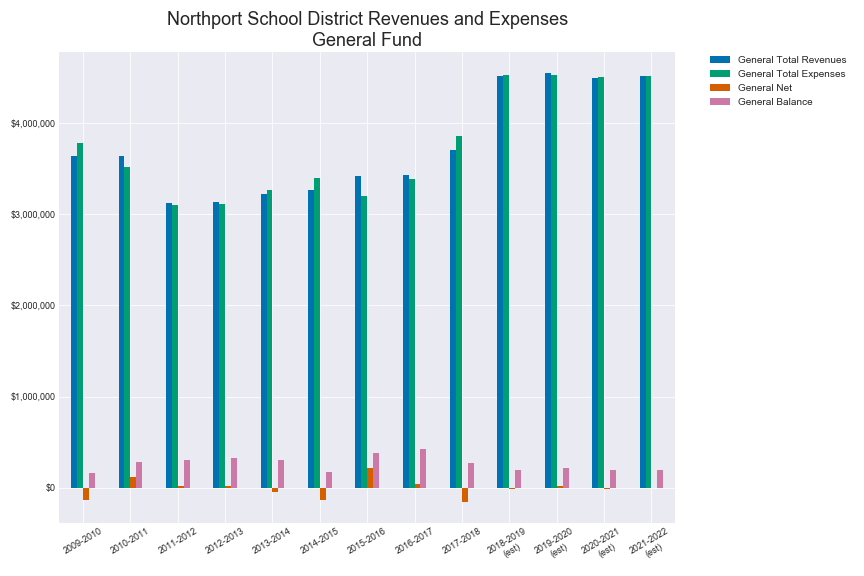 Northport School District Revenues and Expenses
General Fund
General Total Revenues
General Total Expenses
General Net
General Balance
$4,000,000
$3,000,000
$2,000,000
$1,000,000
$0
2009-2010
2010-2011
2011-2012
2012-2013
2013-2014
2014-2015
2015-2016
2016-2017
2017-2018
2018-2019
(est)
2019-2020
(est)
2020-2021
(est)
2021-2022
(est)